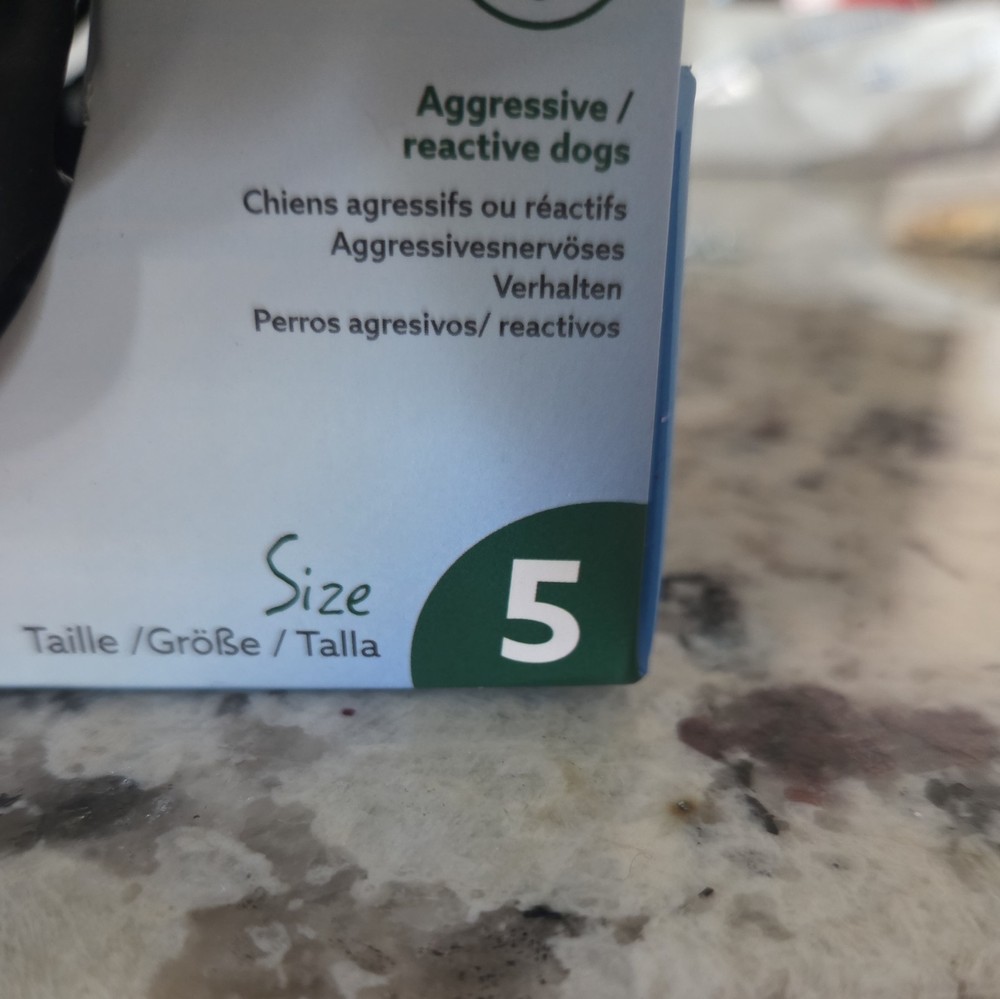 Aggressive /
reactive dogs
Chiens agressifs ou réactifs
Aggressivesnervöses
Verhalten
Perros agresivos/ reactivos
Size
Taille /Größe / Talla
5